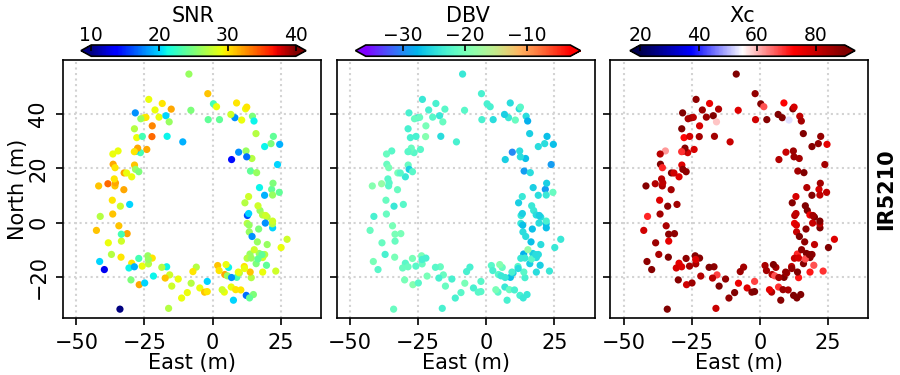 SNR DBV Xc
10 20 30 40 −30 −20 −10 20 40 60 80
40
20
0
−20
North (m)
IR5210
−50 −25 0 25 −50 −25 0 25 −50 −25 0 25
East (m) East (m) East (m)